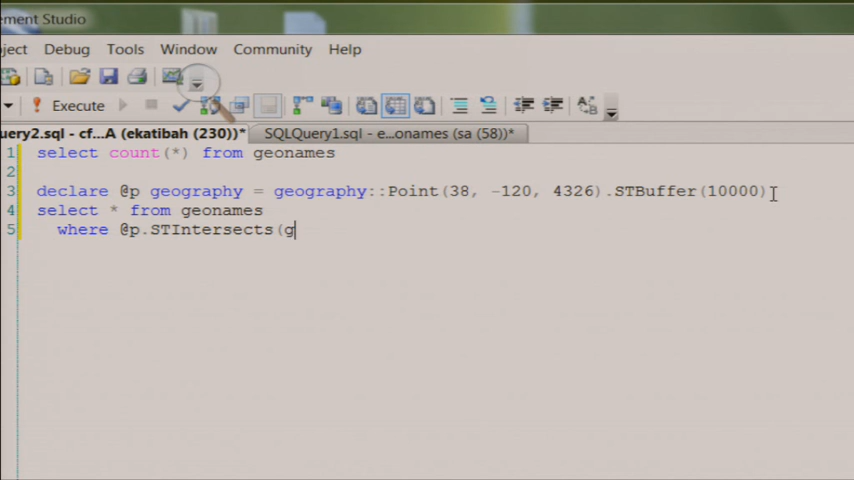 ement Studio
oject Debug Tools Window Community Help
Execute
uery2.sql - cf...A (ekatibah (230))* SQLQuery1.sql - e...onames (sa (58))*
1 select count(*) from geonames
2
3 declare @p geography = geography::Point(38, -120, 4326).STBuffer(10000)
4 select * from geonames
5 where @p.STIntersects(g